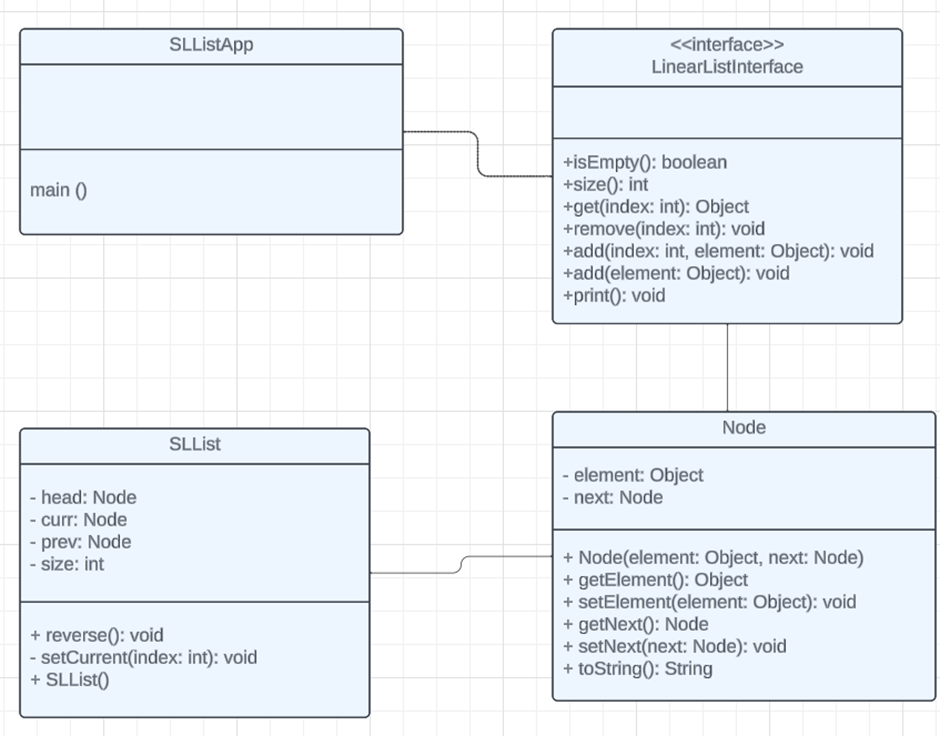 SLListApp
main ()
<<interface>>
LinearListInterface
+isEmpty(): boolean
+size(): int
+get(index: int): Object
+remove(index: int): void
+add(index: int, element: Object): void
+add(element: Object): void
+print(): void
SLList
- head: Node
- curr: Node
- prev: Node
- size: int
+ reverse(): void
- setCurrent(index: int): void
+ SLList()
Node
- element: Object
- next: Node
+ Node(element: Object, next: Node)
+ getElement(): Object
+ setElement(element: Object): void
+ getNext(): Node
+ setNext(next: Node): void
+ toString(): String